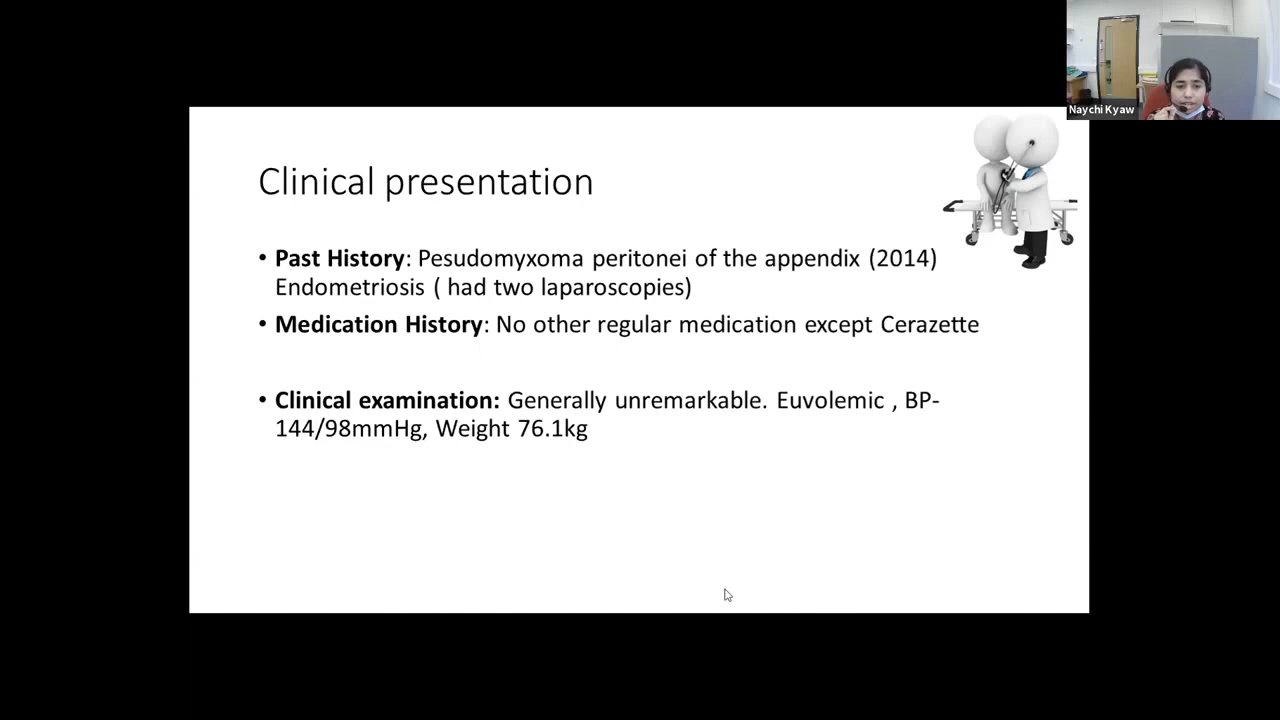 Naychi Kyaw
Clinical presentation
• Past History: Pesudomyxoma peritonei of the appendix (2014)
Endometriosis ( had two laparoscopies)
• Medication History: No other regular medication except Cerazette
• Clinical examination: Generally unremarkable. Euvolemic , BP-
144/98mmHg, Weight 76.1kg